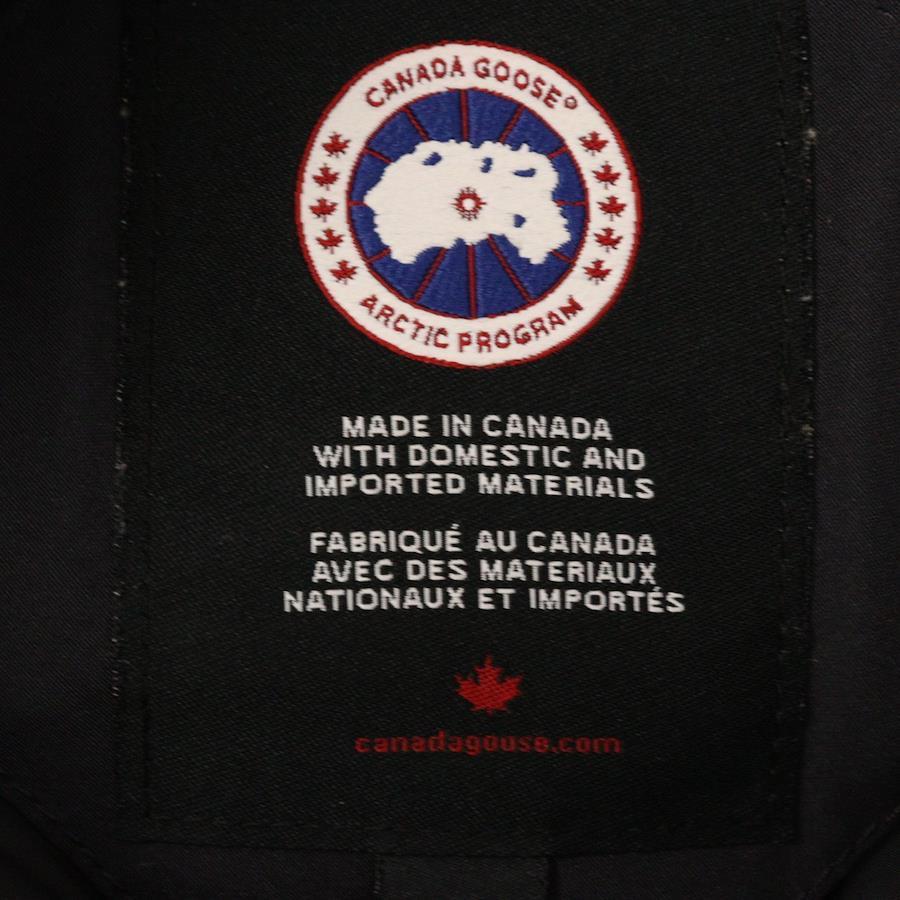 CANADA GOOSE®
ARCTIC PROGRAM
MADE IN CANADA
WITH DOMESTIC AND
IMPORTED MATERIALS
FABRIQUÉ AU CANADA
AVEC DES MATERIAUX
NATIONAUX ET IMPORTÉS
canadagouse.com